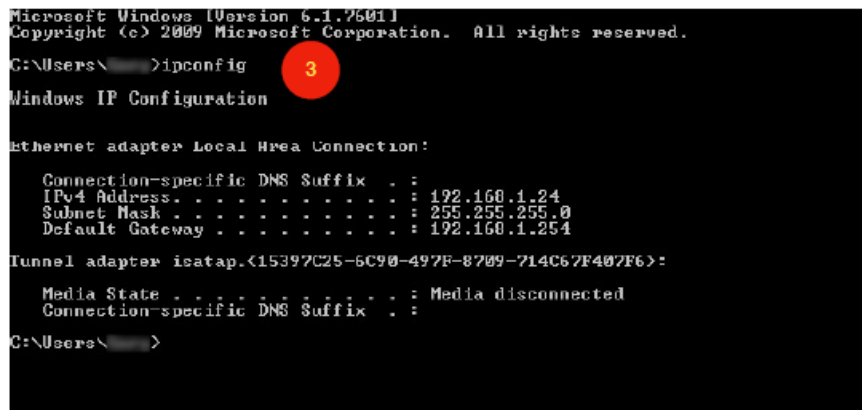 Microsoft Windows [Version 6.1.7601]
Copyright (c) 2009 Microsoft Corporation.  All rights reserved.
C:\Users\ >ipconfig
3
Windows IP Configuration
Ethernet adapter Local Area Connection:
Connection-specific DNS Suffix  . :
IPv4 Address. . . . . . . . . . . : 192.168.1.24
Subnet Mask . . . . . . . . . . . : 255.255.255.0
Default Gateway . . . . . . . . . : 192.168.1.254
Tunnel adapter isatap.{15397C25-6C90-497F-8709-714C67F407F6}:
Media State . . . . . . . . . . . : Media disconnected
Connection-specific DNS Suffix  . :
C:\Users\ >